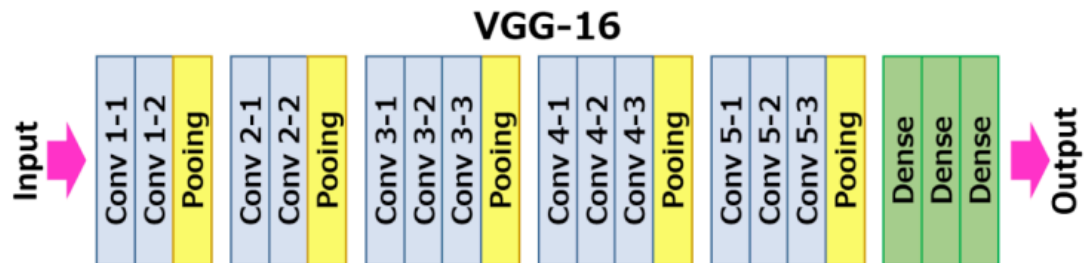 VGG-16
Input
Conv 1-1
Conv 1-2
Pooing
Conv 2-1
Conv 2-2
Pooing
Conv 3-1
Conv 3-2
Conv 3-3
Pooing
Conv 4-1
Conv 4-2
Conv 4-3
Pooing
Conv 5-1
Conv 5-2
Conv 5-3
Pooing
Dense
Dense
Dense
Output